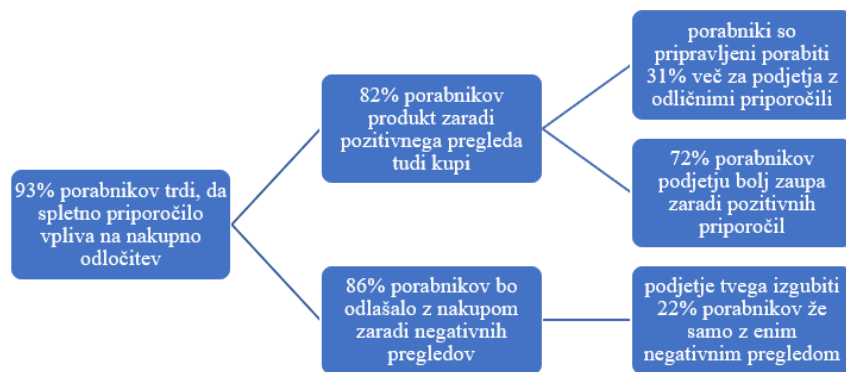 93% porabnikov trdi, da
spletno priporočilo
vpliva na nakupno
odločitev
82% porabnikov
produkt zaradi
pozitivnega pregleda
tudi kupi
porabniki so
pripravljeni porabiti
31% več za podjetja z
odličnimi priporočili
72% porabnikov
podjetju bolj zaupa
zaradi pozitivnih
priporočil
86% porabnikov bo
odlašalo z nakupom
zaradi negativnih
pregledov
podjetje tvega izgubiti
22% porabnikov že
samo z enim
negativnim pregledom